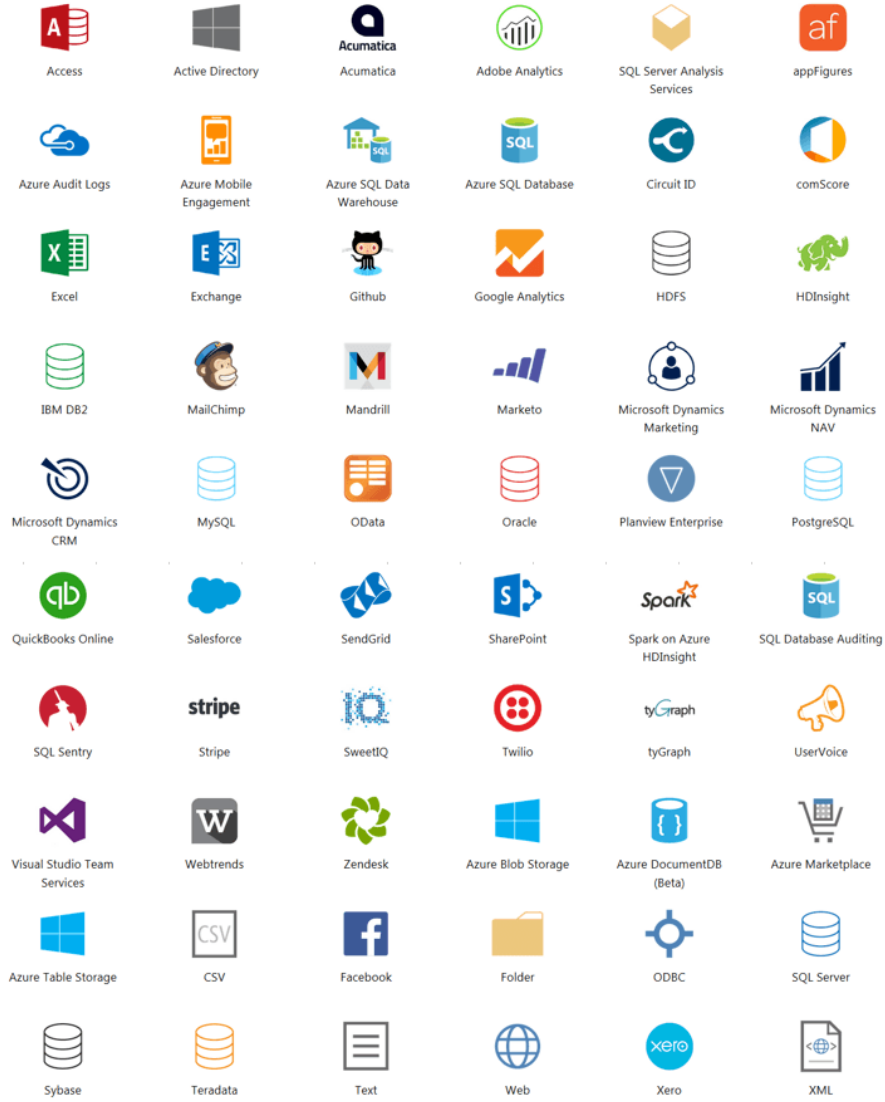 A
Acumatica
af
Access
Active Directory
Acumatica
Adobe Analytics
SQL Server Analysis
Services
appFigures
SQL
SQL
Azure Audit Logs
Azure Mobile
Engagement
Azure SQL Data
Warehouse
Azure SQL Database
Circuit ID
comScore
X
E
Excel
Exchange
Github
Google Analytics
HDFS
HDInsight
IBM DB2
MailChimp
Mandrill
Marketo
Microsoft Dynamics
Marketing
Microsoft Dynamics
NAV
Microsoft Dynamics
CRM
MySQL
OData
Oracle
Planview Enterprise
PostgreSQL
qb
S
Spark
SQL
QuickBooks Online
Salesforce
SendGrid
SharePoint
Spark on Azure
HDInsight
SQL Database Auditing
stripe
IQ
tyGraph
SQL Sentry
Stripe
SweetIQ
Twilio
tyGraph
UserVoice
W
{ }
Visual Studio Team
Services
Webtrends
Zendesk
Azure Blob Storage
Azure DocumentDB
(Beta)
Azure Marketplace
CSV
f
Azure Table Storage
CSV
Facebook
Folder
ODBC
SQL Server
xero
Sybase
Teradata
Text
Web
Xero
XML